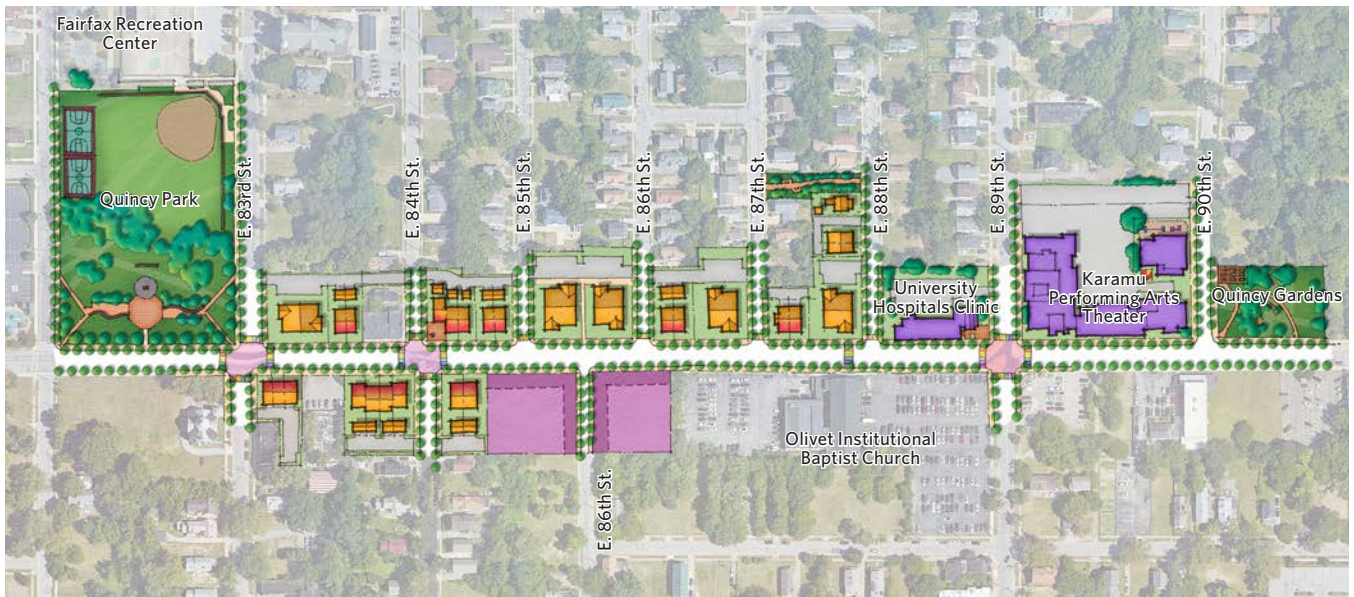 Fairfax Recreation
Center
Quincy Park
E. 83rd St.
E. 84th St.
E. 85th St.
E. 86th St.
E. 87th St.
E. 88th St.
E. 89th St.
E. 90th St.
University
Hospitals Clinic
Karamu
Performing Arts
Theater
Quincy Gardens
Olivet Institutional
Baptist Church
E. 86th St.